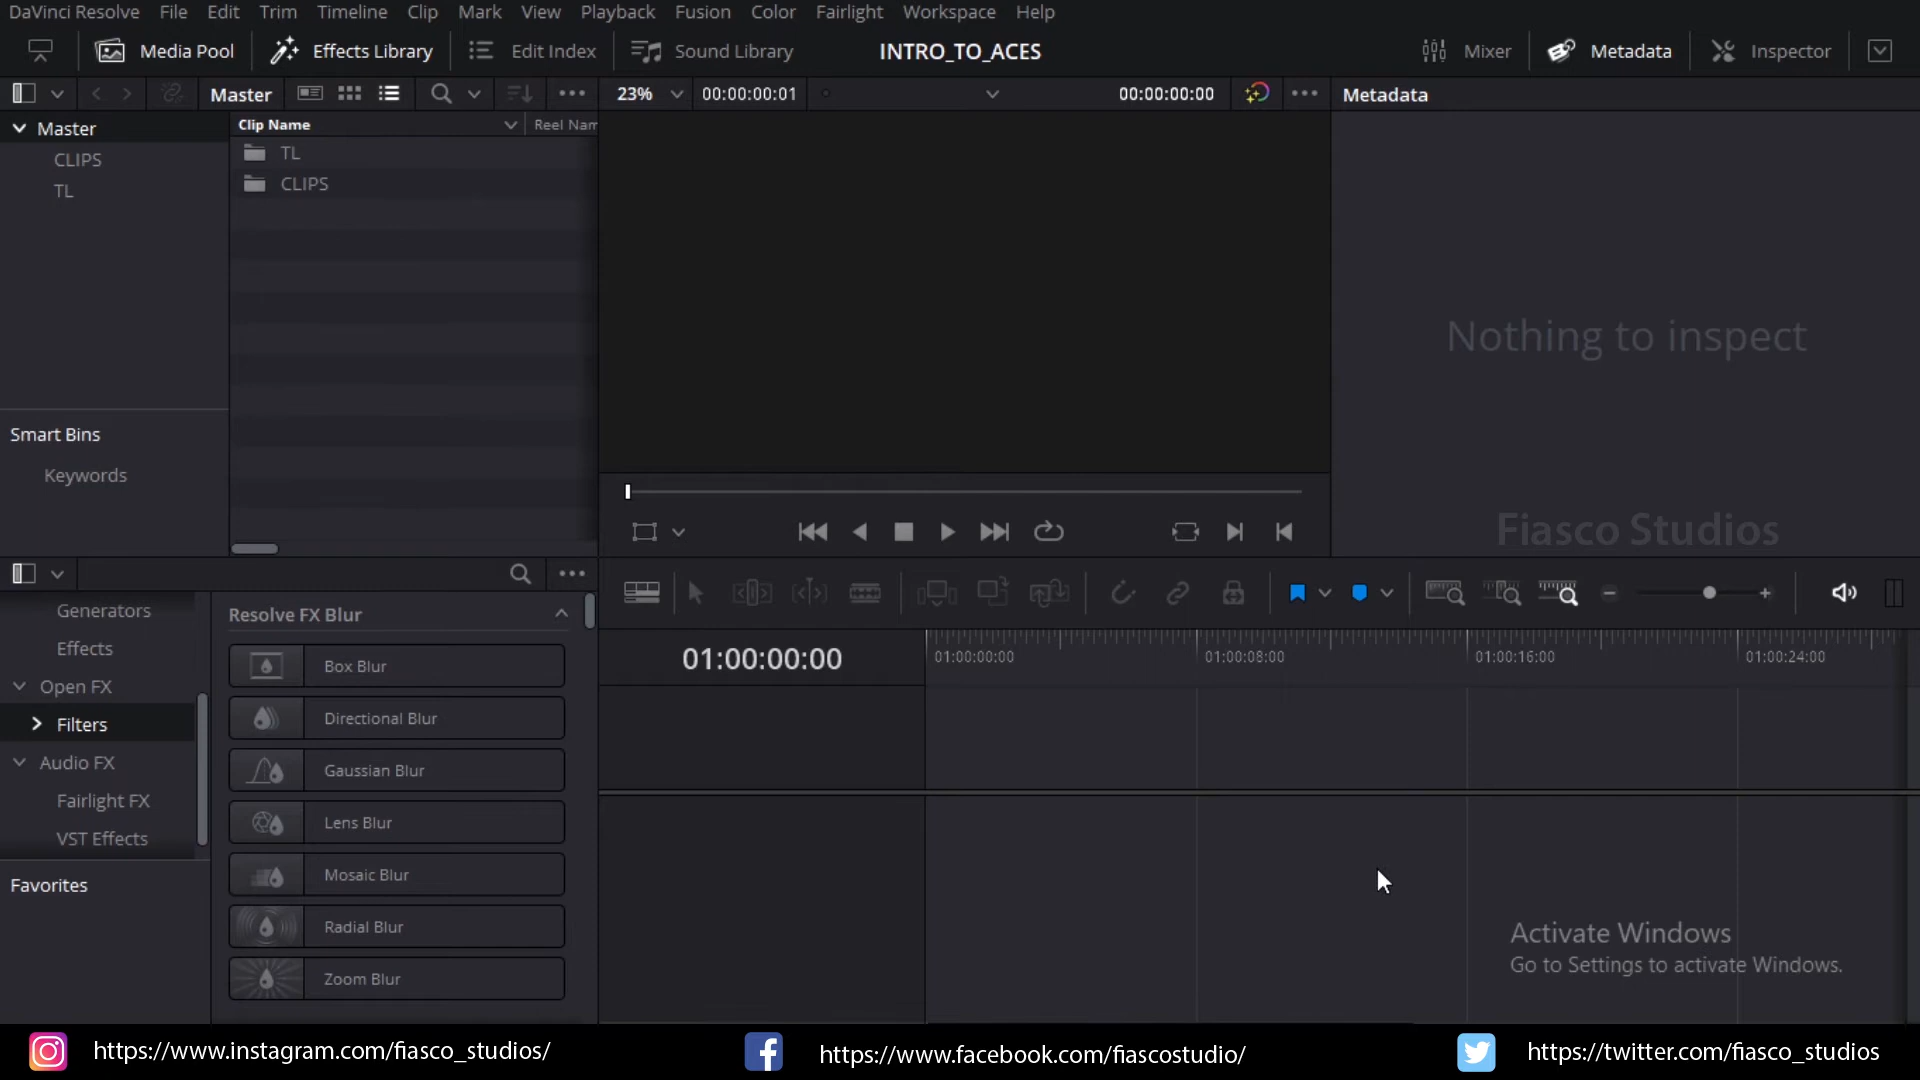 DaVinci Resolve File Edit Trim Timeline Clip Mark View Playback Fusion Color Fairlight Workspace Help
Media Pool Effects Library Edit Index Sound Library INTRO_TO_ACES Mixer Metadata Inspector
Master 23% 00:00:00:01 00:00:00:00 Metadata
Master
CLIPS
TL
Clip Name Reel Nam
TL
CLIPS
Nothing to inspect
Smart Bins
Keywords
Fiasco Studios
Generators
Effects
Open FX
Filters
Audio FX
Fairlight FX
VST Effects
Favorites
Resolve FX Blur
Box Blur
Directional Blur
Gaussian Blur
Lens Blur
Mosaic Blur
Radial Blur
Zoom Blur
01:00:00:00
01:00:00:00 01:00:08:00 01:00:16:00 01:00:24:00
Activate Windows
Go to Settings to activate Windows.
https://www.instagram.com/fiasco_studios/ https://www.facebook.com/fiascostudio/ https://twitter.com/fiasco_studios